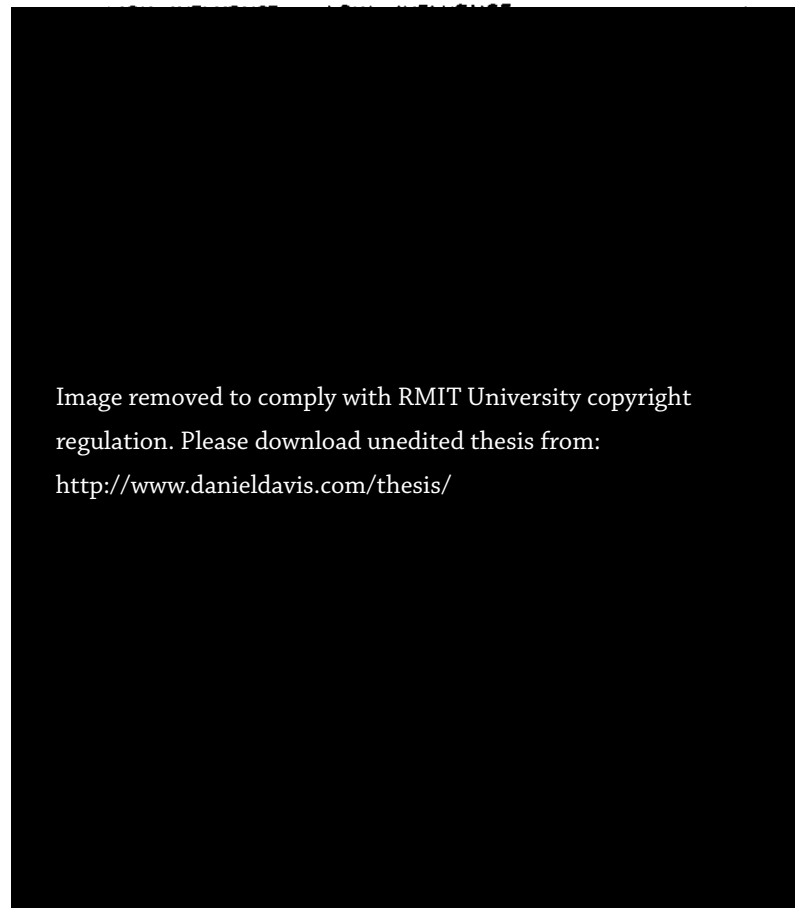 Image removed to comply with RMIT University copyright
regulation. Please download unedited thesis from:
http://www.danieldavis.com/thesis/